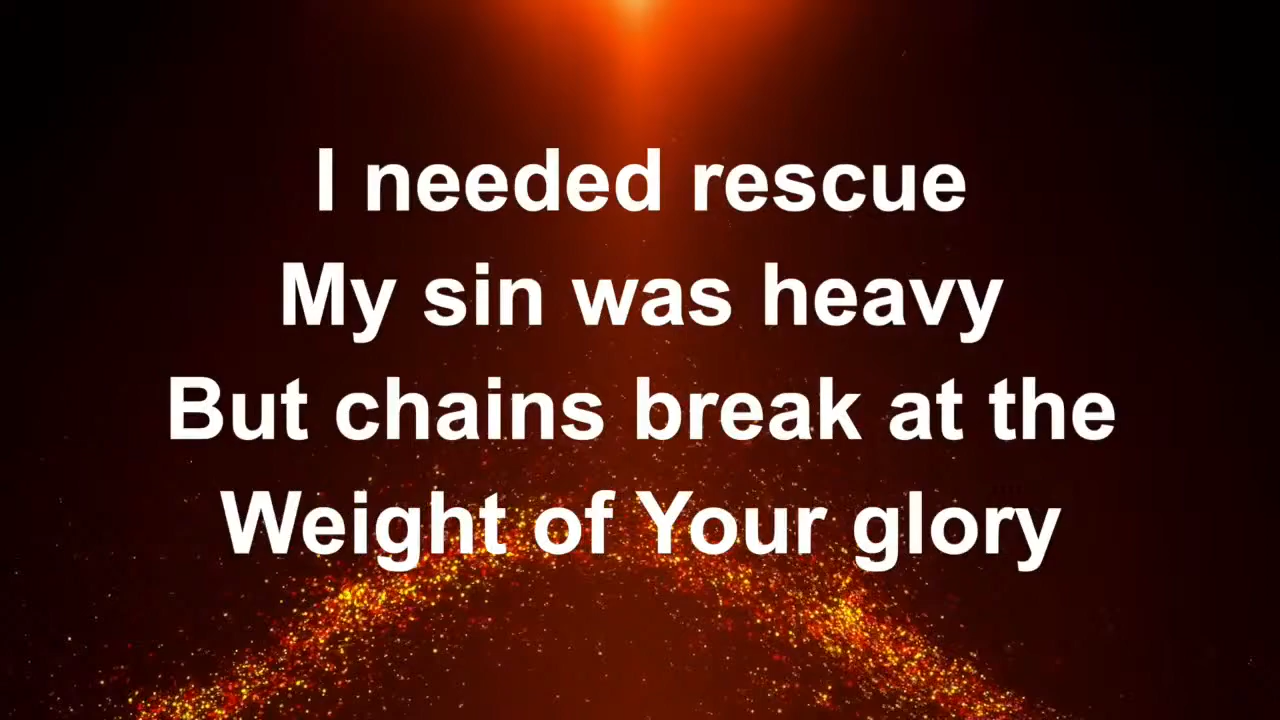 I needed rescue
My sin was heavy
But chains break at the
Weight of Your glory